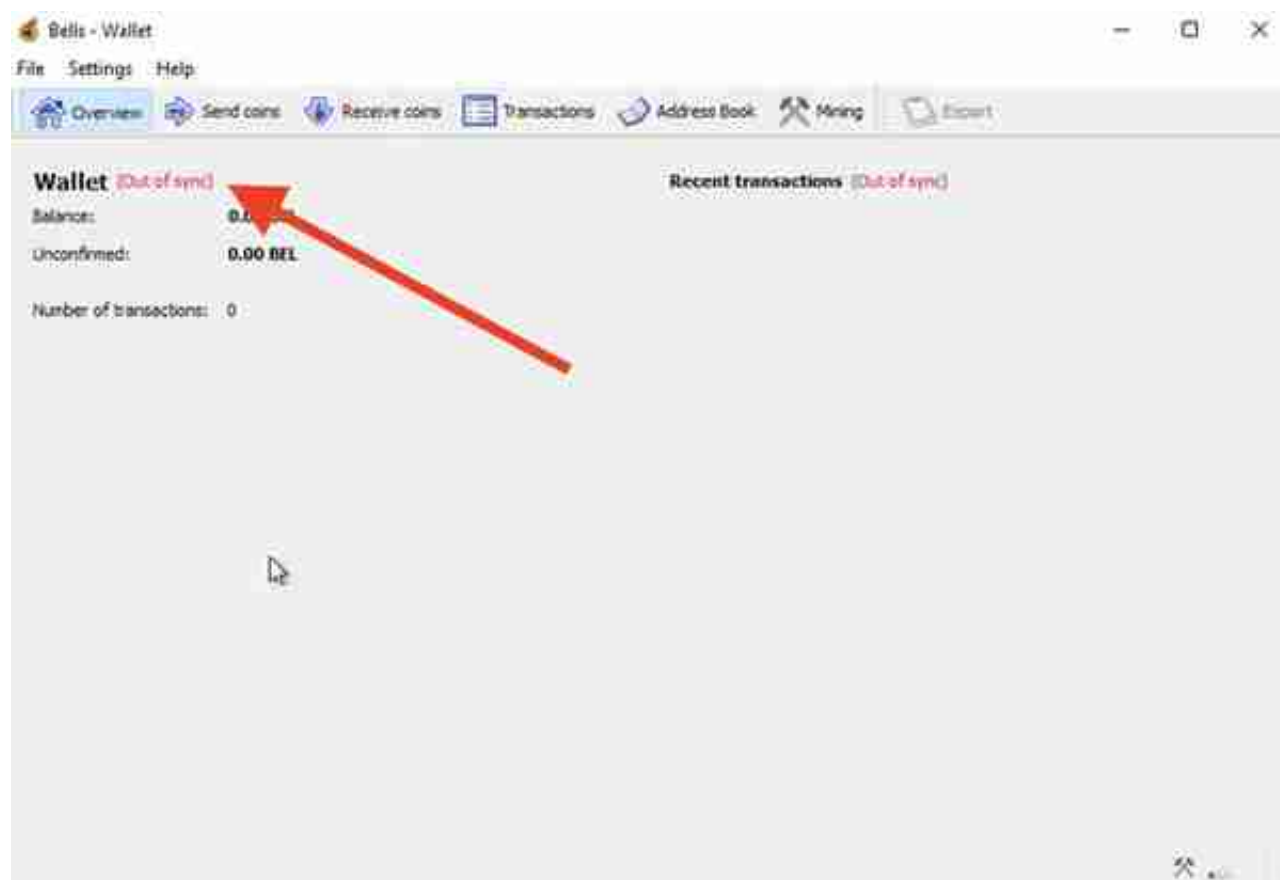 Bells - Wallet
File Settings Help
Overview Send coins Receive coins Transactions Address Book Mining Export
Wallet (Out of sync) Recent transactions (Out of sync)
Balance:
Unconfirmed: 0.00 BEL
Number of transactions: 0